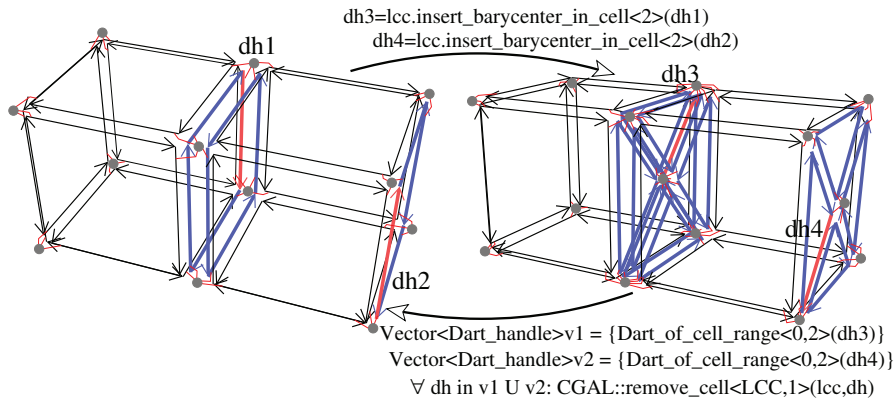 dh3=lcc.insert_barycenter_in_cell<2>(dh1)
dh4=lcc.insert_barycenter_in_cell<2>(dh2)
dh1
dh3
dh4
dh2
Vector<Dart_handle>v1 = {Dart_of_cell_range<0,2>(dh3)}
Vector<Dart_handle>v2 = {Dart_of_cell_range<0,2>(dh4)}
∀ dh in v1 U v2: CGAL::remove_cell<LCC,1>(lcc,dh)